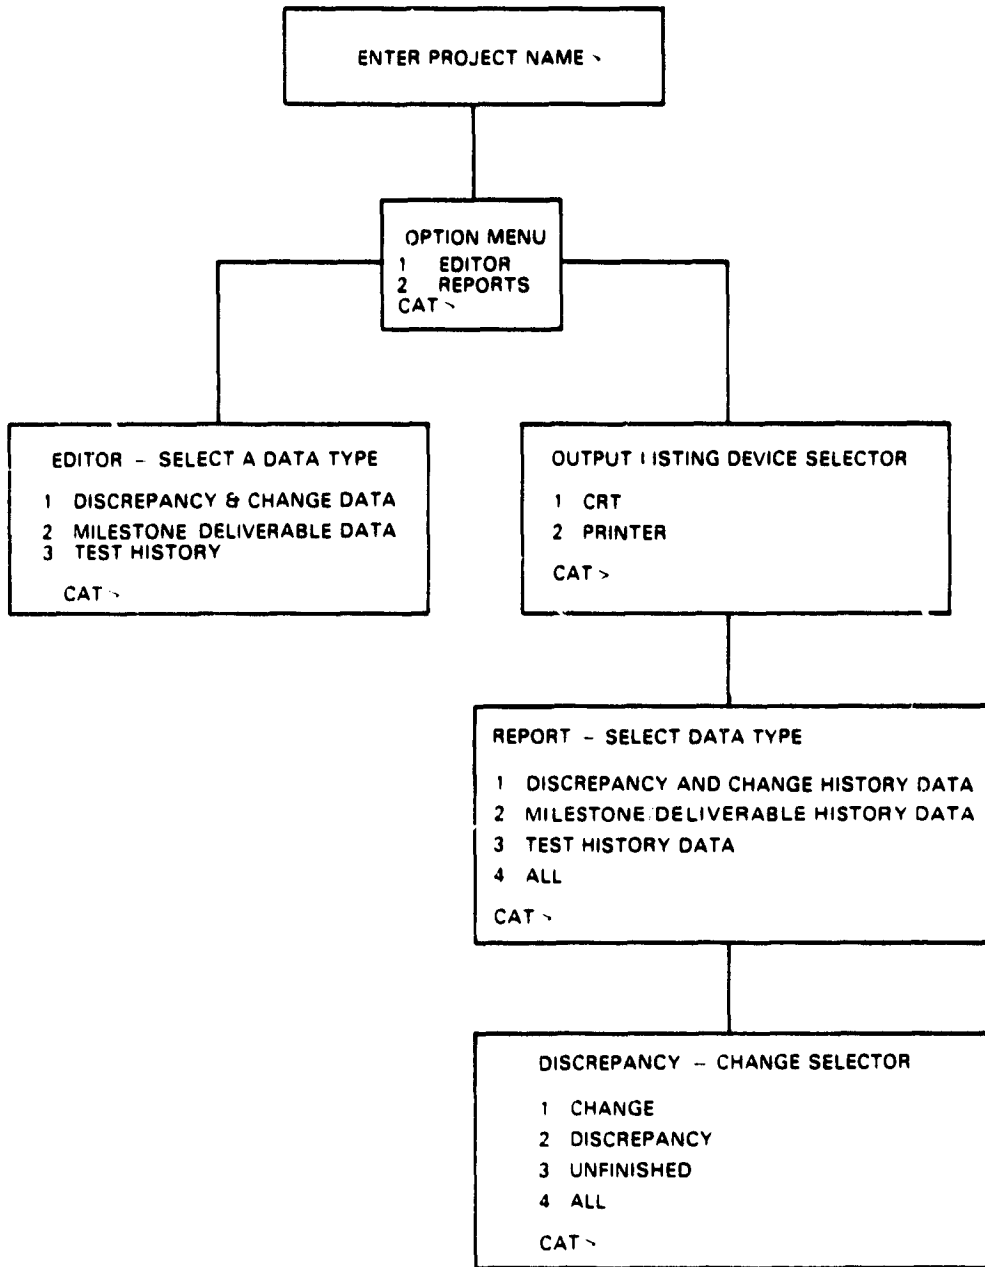 ENTER PROJECT NAME >
OPTION MENU
1 EDITOR
2 REPORTS
CAT >
EDITOR - SELECT A DATA TYPE
1 DISCREPANCY & CHANGE DATA
2 MILESTONE DELIVERABLE DATA
3 TEST HISTORY
CAT >
OUTPUT LISTING DEVICE SELECTOR
1 CRT
2 PRINTER
CAT >
REPORT - SELECT DATA TYPE
1 DISCREPANCY AND CHANGE HISTORY DATA
2 MILESTONE/DELIVERABLE HISTORY DATA
3 TEST HISTORY DATA
4 ALL
CAT >
DISCREPANCY - CHANGE SELECTOR
1 CHANGE
2 DISCREPANCY
3 UNFINISHED
4 ALL
CAT >